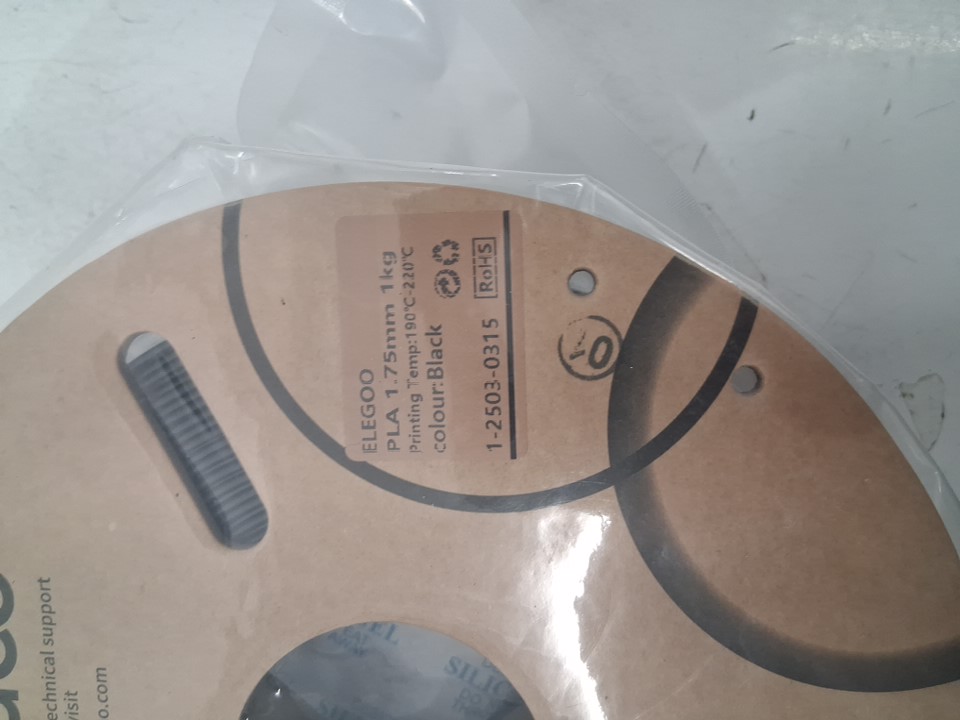 ELEGOO
PLA 1.75mm 1kg
Printing Temp:190℃-220℃
colour:Black
1-2503-0315 RoHS
echnical support
visit
o.com
SILIC